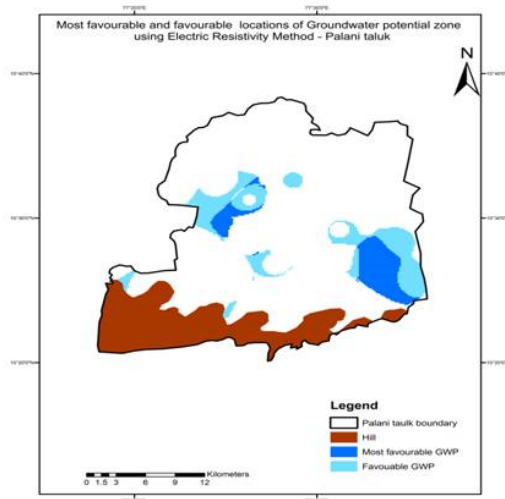 Most favourable and favourable locations of Groundwater potential zone
using Electric Resistivity Method - Palani taluk
N
Legend
Palani taulk boundary
Hill
Most favourable GWP
Favouable GWP
Kilometers
0 1.5 3 6 9 12